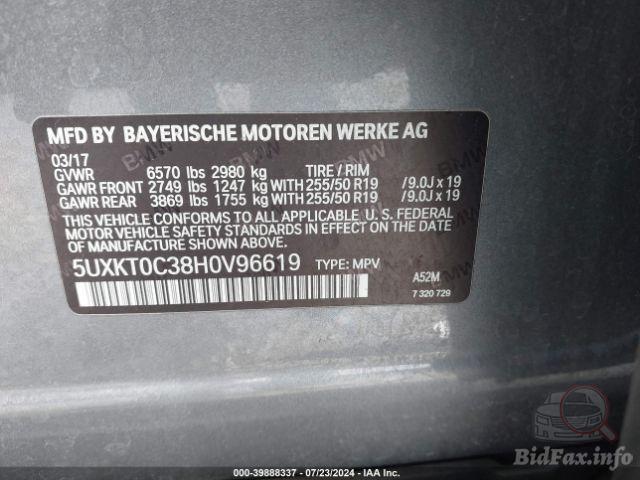 MFD BY BAYERISCHE MOTOREN WERKE AG
03/17
GVWR 6570 lbs 2980 kg TIRE / RIM
GAWR FRONT 2749 lbs 1247 kg WITH 255/50 R19 /9.0J x 19
GAWR REAR 3869 lbs 1755 kg WITH 255/50 R19 /9.0J x 19
THIS VEHICLE CONFORMS TO ALL APPLICABLE U. S. FEDERAL
MOTOR VEHICLE SAFETY STANDARDS IN EFFECT ON THE
DATE OF MANUFACTURE SHOWN ABOVE.
5UXKT0C38H0V96619 TYPE: MPV
A52M
7 320 729
000-39888337 - 07/23/2024 - IAA Inc.
BidFax.info